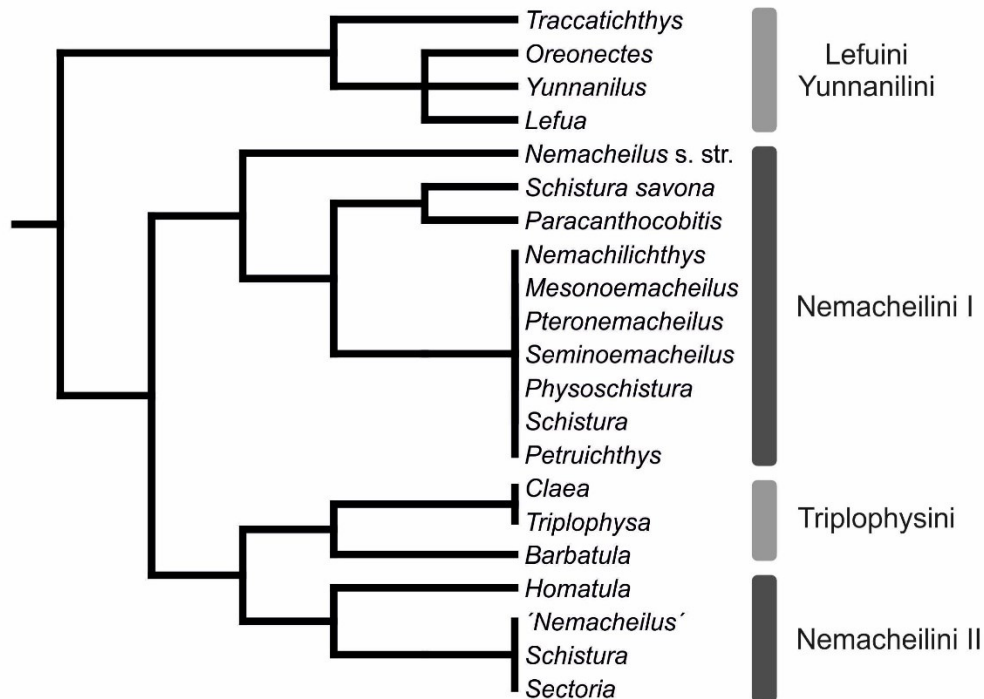 Traccatichthys
Oreonectes
Yunnanilus
Lefua
Nemacheilus s. str.
Schistura savona
Paracanthocobitis
Nemachilichthys
Mesonoemacheilus
Pteronemacheilus
Seminoemacheilus
Physoschistura
Schistura
Petruichthys
Claea
Triplophysa
Barbatula
Homatula
´Nemacheilus´
Schistura
Sectoria
Lefuini
Yunnanilini
Nemacheilini I
Triplophysini
Nemacheilini II